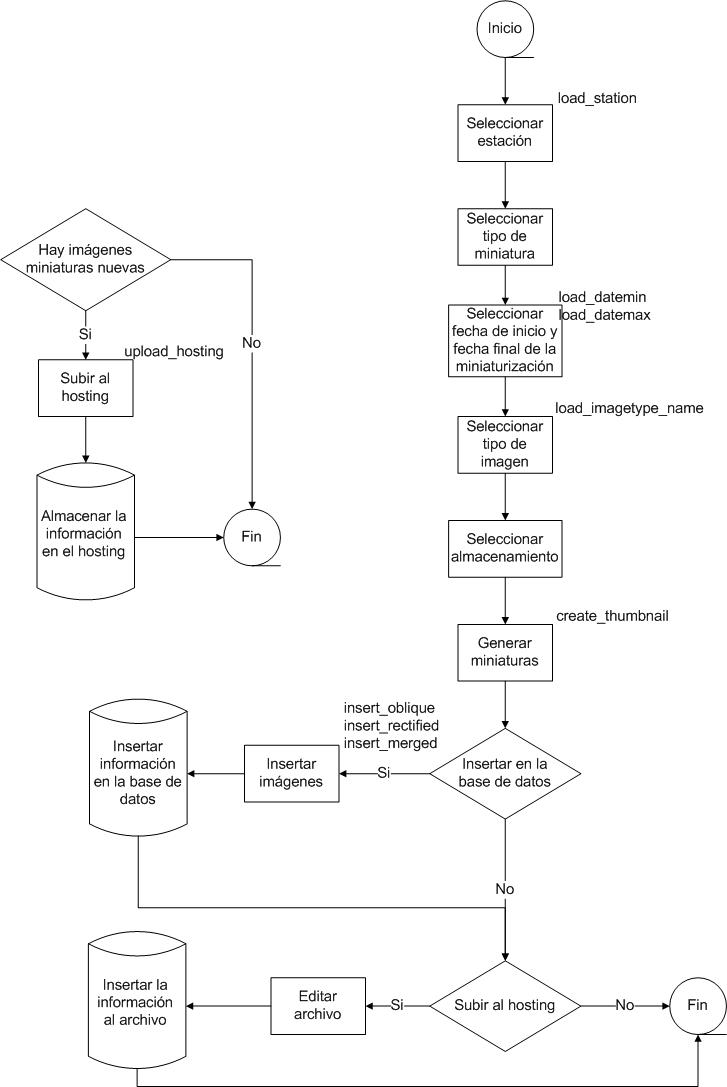 Inicio
load_station
Seleccionar
estación
Seleccionar
tipo de
miniatura
load_datemin
load_datemax
Seleccionar
fecha de inicio y
fecha final de la
miniaturización
load_imagetype_name
Seleccionar
tipo de
imagen
Seleccionar
almacenamiento
create_thumbnail
Generar
miniaturas
Insertar en la
base de datos
Si
insert_oblique
insert_rectified
insert_merged
Insertar
imágenes
Insertar
información
en la base de
datos
No
Subir al hosting
Si
Editar
archivo
Insertar la
información
al archivo
No
Fin
Hay imágenes
miniaturas nuevas
Si
No
upload_hosting
Subir al
hosting
Almacenar la
información
en el hosting
Fin